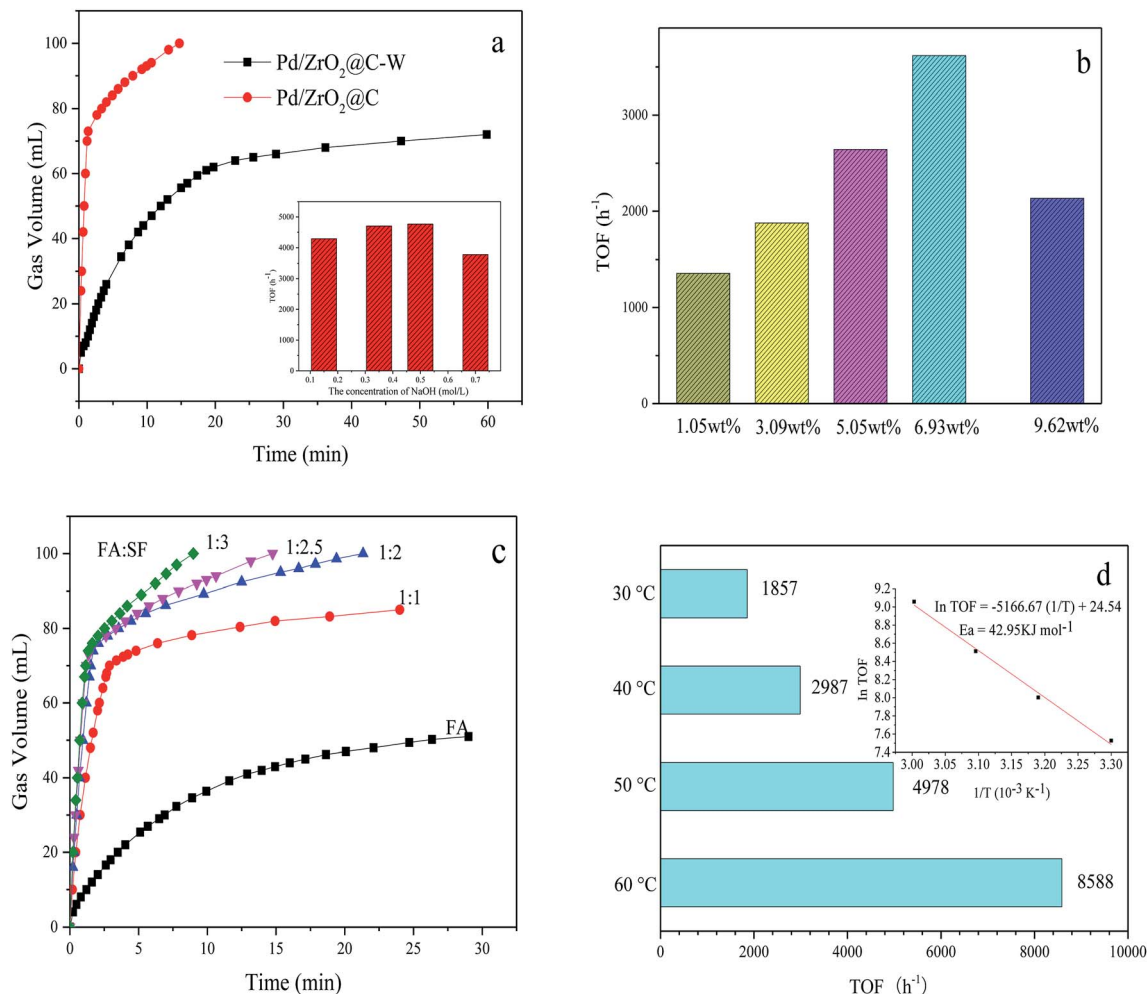 a
Pd/ZrO2@C-W
Pd/ZrO2@C
Gas Volume (mL)
100
80
60
40
20
0
0 10 20 30 40 50 60
Time (min)
TOF (h-1)
5000
4000
3000
2000
1000
0
0.1 0.2 0.3 0.4 0.5 0.6 0.7
The concentration of NaOH (mol/L)
b
TOF (h-1)
3000
2000
1000
0
1.05wt% 3.09wt% 5.05wt% 6.93wt% 9.62wt%
c
FA:SF
1:3
1:2.5
1:2
1:1
FA
Gas Volume (mL)
100
80
60
40
20
0
0 5 10 15 20 25 30
Time (min)
d
30 °C
1857
40 °C
2987
50 °C
4978
60 °C
8588
0 2000 4000 6000 8000 10000
TOF (h-1)
In TOF
9.1
9.0
8.8
8.6
8.4
8.2
8.0
7.8
7.6
7.4
In TOF = -5166.67 (1/T) + 24.54
Ea = 42.95KJ mol-1
3.00 3.05 3.10 3.15 3.20 3.25 3.30
1/T (10-3 K-1)